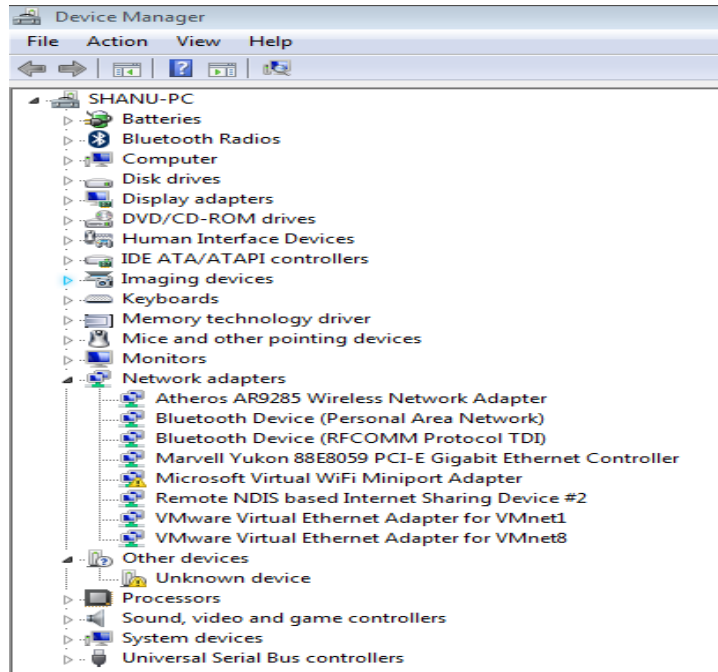 Device Manager
File Action View Help
SHANU-PC
Batteries
Bluetooth Radios
Computer
Disk drives
Display adapters
DVD/CD-ROM drives
Human Interface Devices
IDE ATA/ATAPI controllers
Imaging devices
Keyboards
Memory technology driver
Mice and other pointing devices
Monitors
Network adapters
Atheros AR9285 Wireless Network Adapter
Bluetooth Device (Personal Area Network)
Bluetooth Device (RFCOMM Protocol TDI)
Marvell Yukon 88E8059 PCI-E Gigabit Ethernet Controller
Microsoft Virtual WiFi Miniport Adapter
Remote NDIS based Internet Sharing Device #2
VMware Virtual Ethernet Adapter for VMnet1
VMware Virtual Ethernet Adapter for VMnet8
Other devices
Unknown device
Processors
Sound, video and game controllers
System devices
Universal Serial Bus controllers